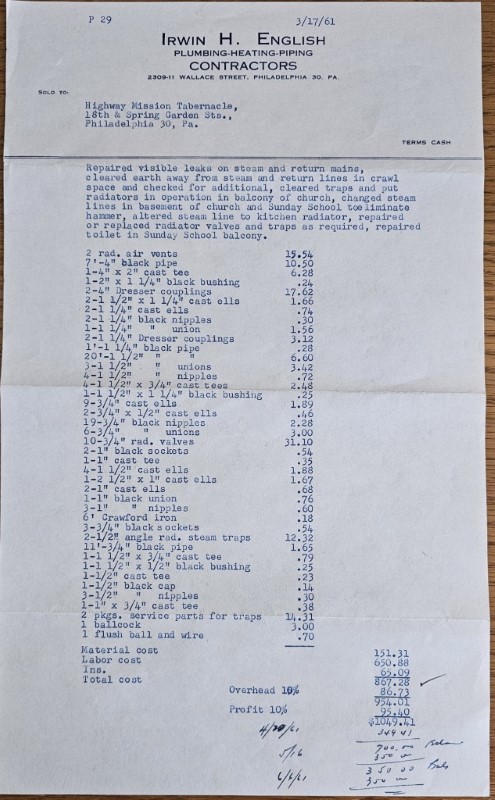 P 29 3/17/61
IRWIN H. ENGLISH
PLUMBING-HEATING-PIPING
CONTRACTORS
2309-11 WALLACE STREET, PHILADELPHIA 30, PA.
SOLD TO:
Highway Mission Tabernacle,
18th & Spring Garden Sts.,
Philadelphia 30, Pa.
TERMS CASH
Repaired visible leaks on steam and return mains,
cleared earth away from steam and return lines in crawl
space and checked for additional, cleared traps and put
radiators in operation in balcony of church, changed steam
lines in basement of church and Sunday School to eliminate
hammer, altered steam line to kitchen radiator, repaired
or replaced radiator valves and traps as required, repaired
toilet in Sunday School balcony.
2 rad. air vents 15.54
7'-4" black pipe 10.50
1-4" x 2" cast tee 6.28
1-2" x 1 1/4" black bushing .24
2-4" Dresser couplings 17.62
2-1 1/2" x 1 1/4" cast ells 1.66
2-1 1/4" cast ells .74
2-1 1/4" black nipples .30
1-1 1/4" " union 1.56
2-1 1/4" Dresser couplings 3.12
1'-1 1/4" black pipe .28
20'-1 1/2" " " 6.60
3-1 1/2" " unions 3.42
4-1 1/2" " nipples .72
4-1 1/2" x 3/4" cast tees 2.48
1-1 1/2" x 1 1/4" black bushing .25
9-3/4" cast ells 1.89
2-3/4" x 1/2" cast ells .46
19-3/4" black nipples 2.28
6-3/4" " unions 3.00
10-3/4" rad. valves 31.10
2-1" black sockets .54
1-1" cast tee .35
4-1 1/2" cast ells 1.88
1-2 1/2" x 1" cast ells 1.67
2-1" cast ells .68
1-1" black union .76
3-1" " nipples .60
6' Crawford iron .18
3-3/4" black sockets .54
2-1/2" angle rad. steam traps 12.32
11'-3/4" black pipe 1.65
1-1 1/2" x 3/4" cast tee .79
1-1 1/2" x 1/2" black bushing .25
1-1/2" cast tee .23
1-1/2" black cap .14
3-1/2" " nipples .30
1-1" x 3/4" cast tee .38
2 pkgs. service parts for traps 14.31
1 ballcock 3.00
1 flush ball and wire .70
Material cost 151.31
Labor cost 650.88
Ins. 65.09
Total cost 867.28
Overhead 10% 86.73
954.01
Profit 10% 95.40
$1049.41
349 41
700.00
5/16 350
350 00 Bal
6/6/61 350